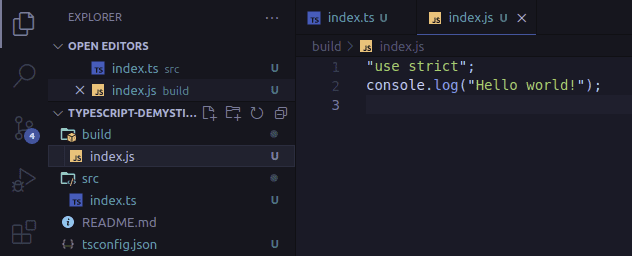 EXPLORER
OPEN EDITORS
TS index.ts src U
JS index.js build U
TYPESCRIPT-DEMYSTI...
build
JS index.js U
src
TS index.ts U
README.md U
{..} tsconfig.json U
4
TS index.ts U
JS index.js U
build > JS index.js
1 "use strict";
2 console.log("Hello world!");
3